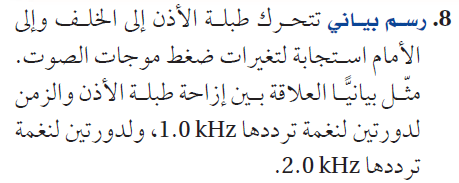 8. رسم بياني تتحرك طبلة الأذن إلى الخلف وإلى
الأمام استجابة لتغيرات ضغط موجات الصوت.
مثّل بيانيًّا العلاقة بين إزاحة طبلة الأذن والزمن
لدورتين لنغمة ترددها 1.0 kHz، ولدورتين لنغمة
ترددها 2.0 kHz.